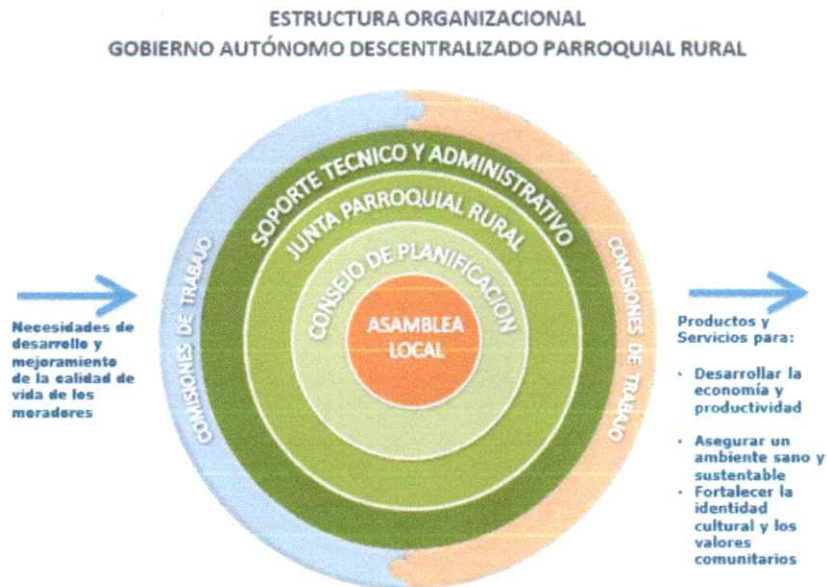 ESTRUCTURA ORGANIZACIONAL
GOBIERNO AUTÓNOMO DESCENTRALIZADO PARROQUIAL RURAL
SOPORTE TECNICO Y ADMINISTRATIVO
JUNTA PARROQUIAL RURAL
CONSEJO DE PLANIFICACION
ASAMBLEA
LOCAL
COMISIONES DE TRABAJO
COMISIONES DE TRABAJO
Necesidades de
desarrollo y
mejoramiento
de la calidad de
vida de los
moradores
Productos y
Servicios para:
• Desarrollar la
economía y
productividad
• Asegurar un
ambiente sano y
sustentable
• Fortalecer la
identidad
cultural y los
valores
comunitarios